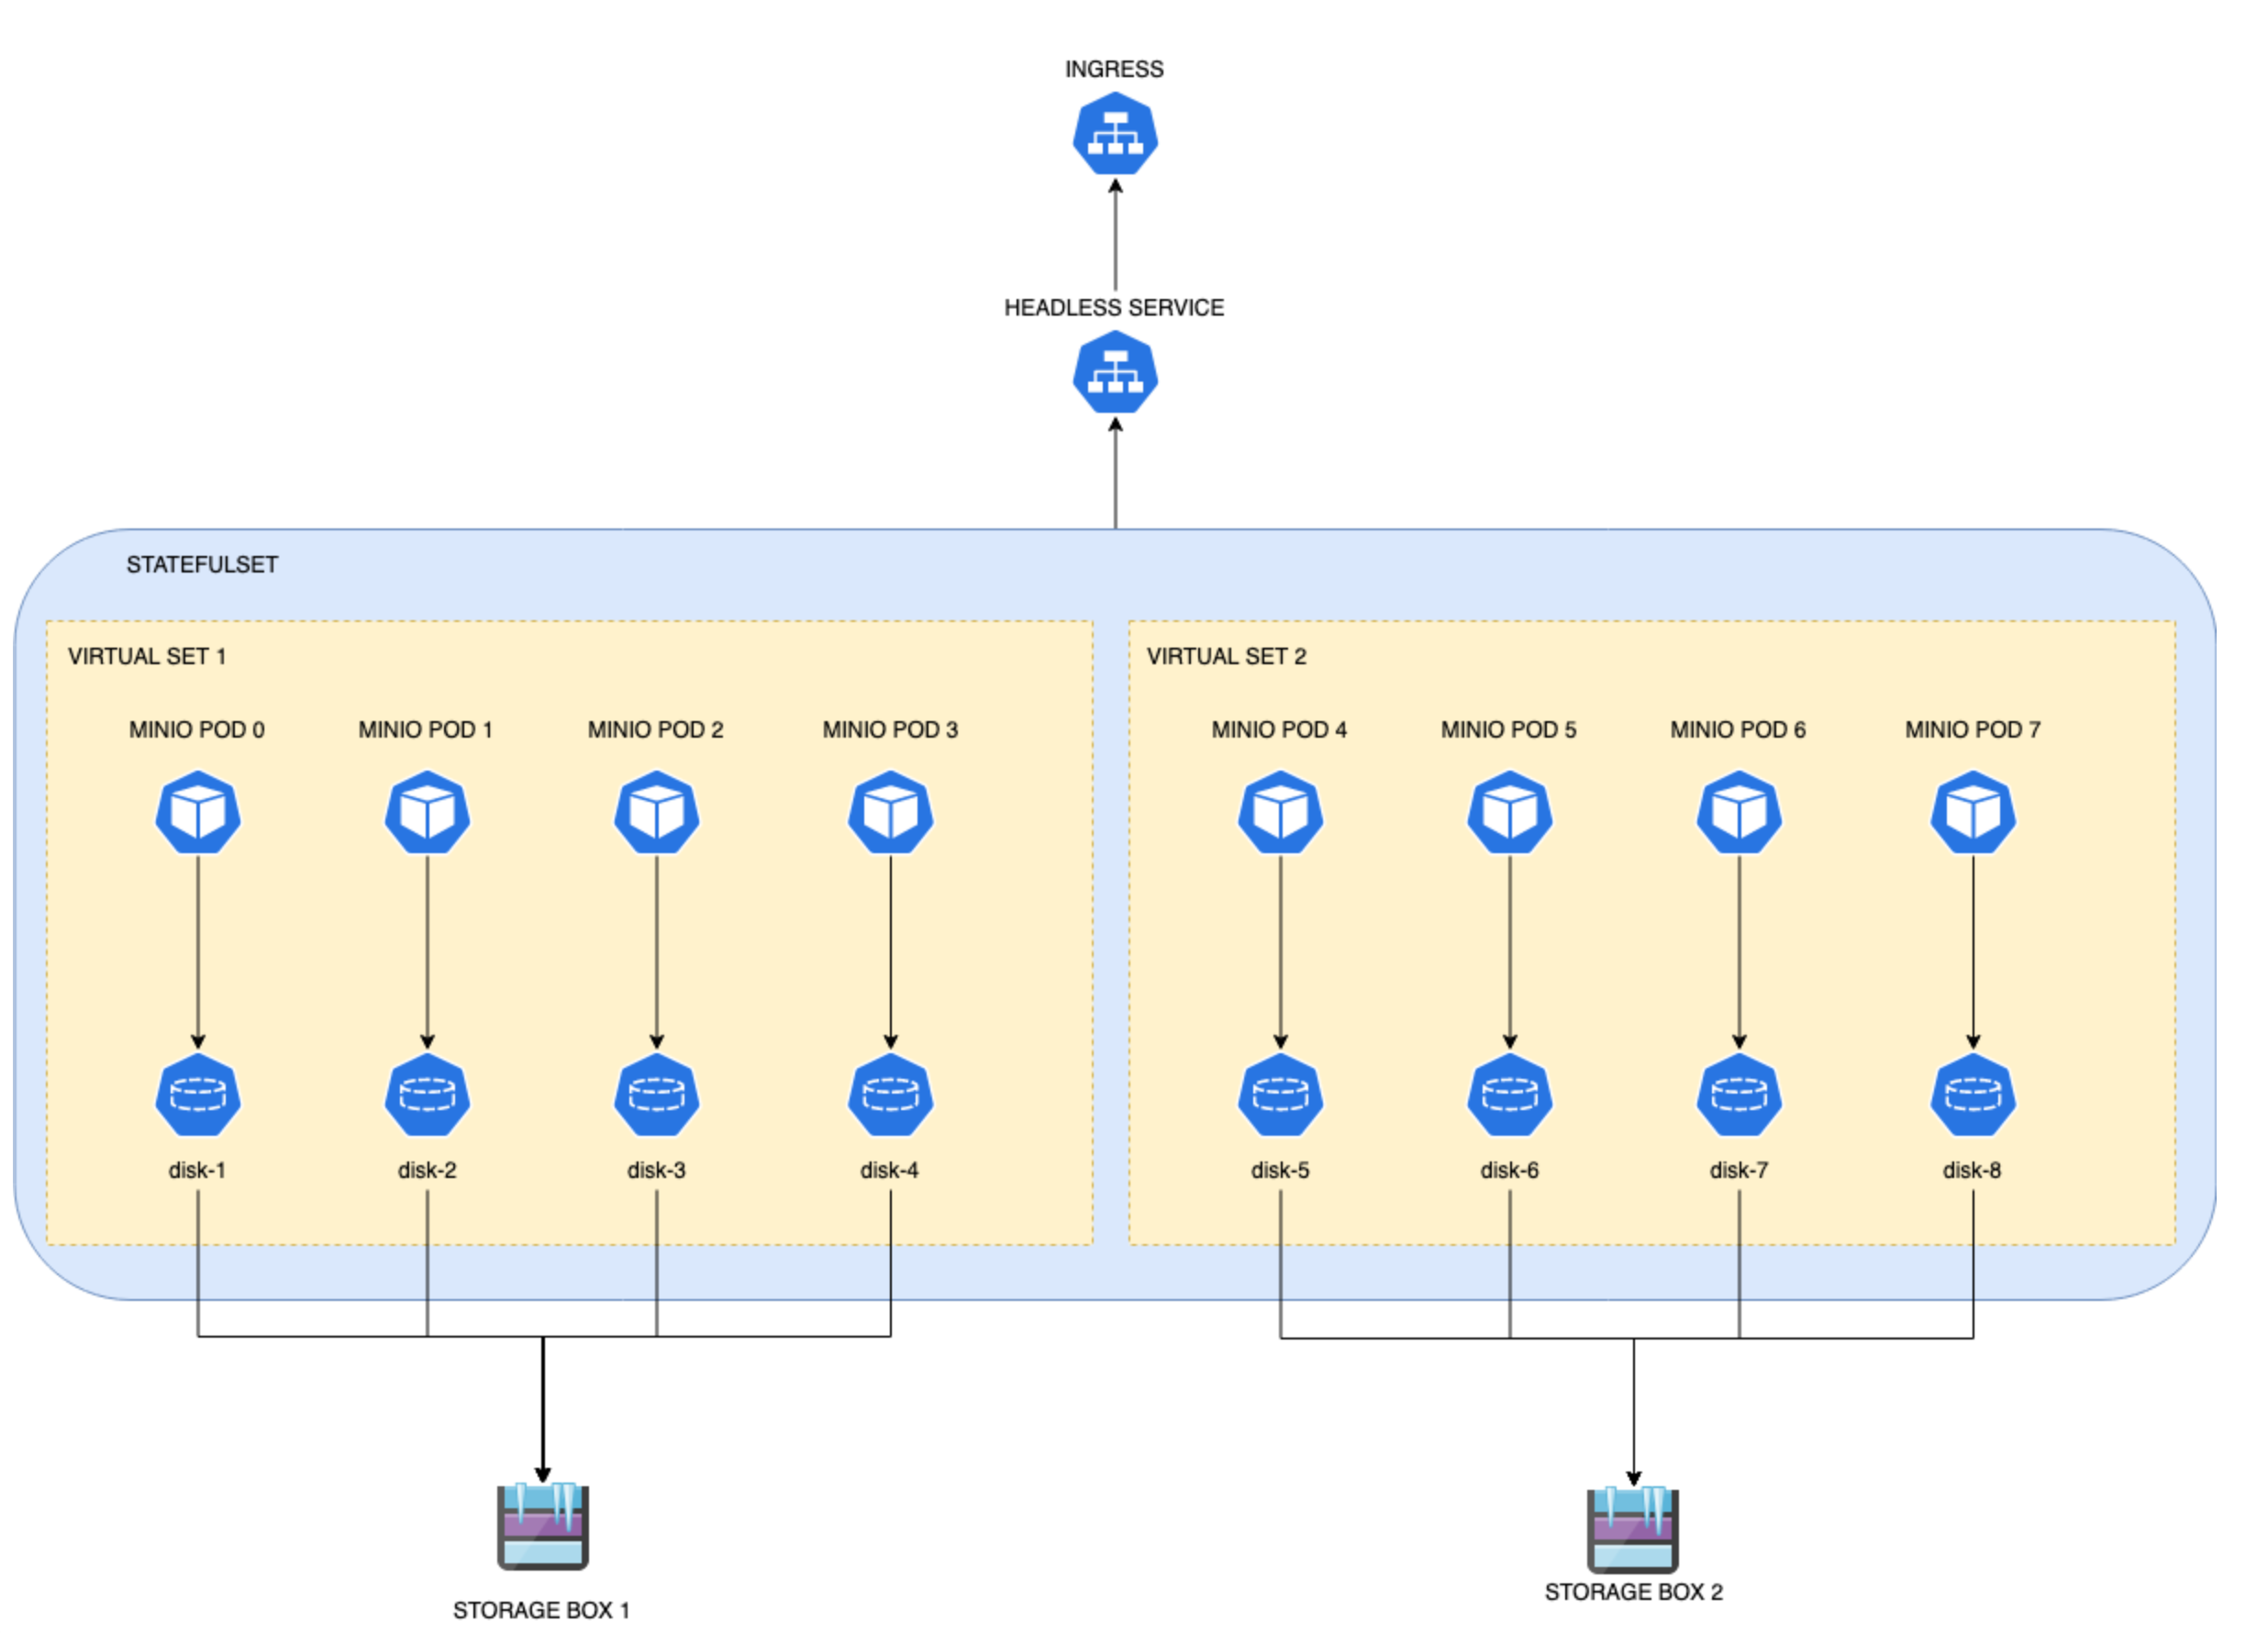 INGRESS
HEADLESS SERVICE
STATEFULSET
VIRTUAL SET 1
VIRTUAL SET 2
MINIO POD 0
MINIO POD 1
MINIO POD 2
MINIO POD 3
MINIO POD 4
MINIO POD 5
MINIO POD 6
MINIO POD 7
disk-1
disk-2
disk-3
disk-4
disk-5
disk-6
disk-7
disk-8
STORAGE BOX 1
STORAGE BOX 2